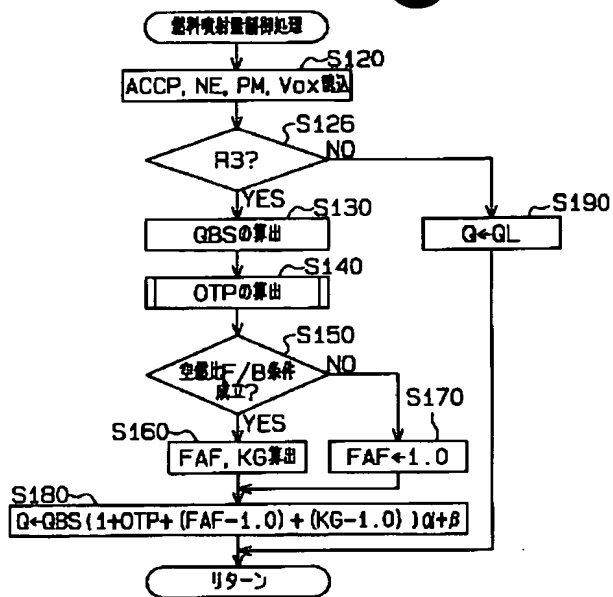 燃料噴射量制御処理
S120
ACCP, NE, PM, Vox読込
S126
R3?
NO
YES
S130
QBSの算出
S190
Q←QL
S140
OTPの算出
S150
空燃比F/B条件
成立?
NO
YES
S160
FAF, KG算出
S170
FAF←1.0
S180
Q←QBS{1+OTP+(FAF-1.0)+(KG-1.0)}α+β
リターン